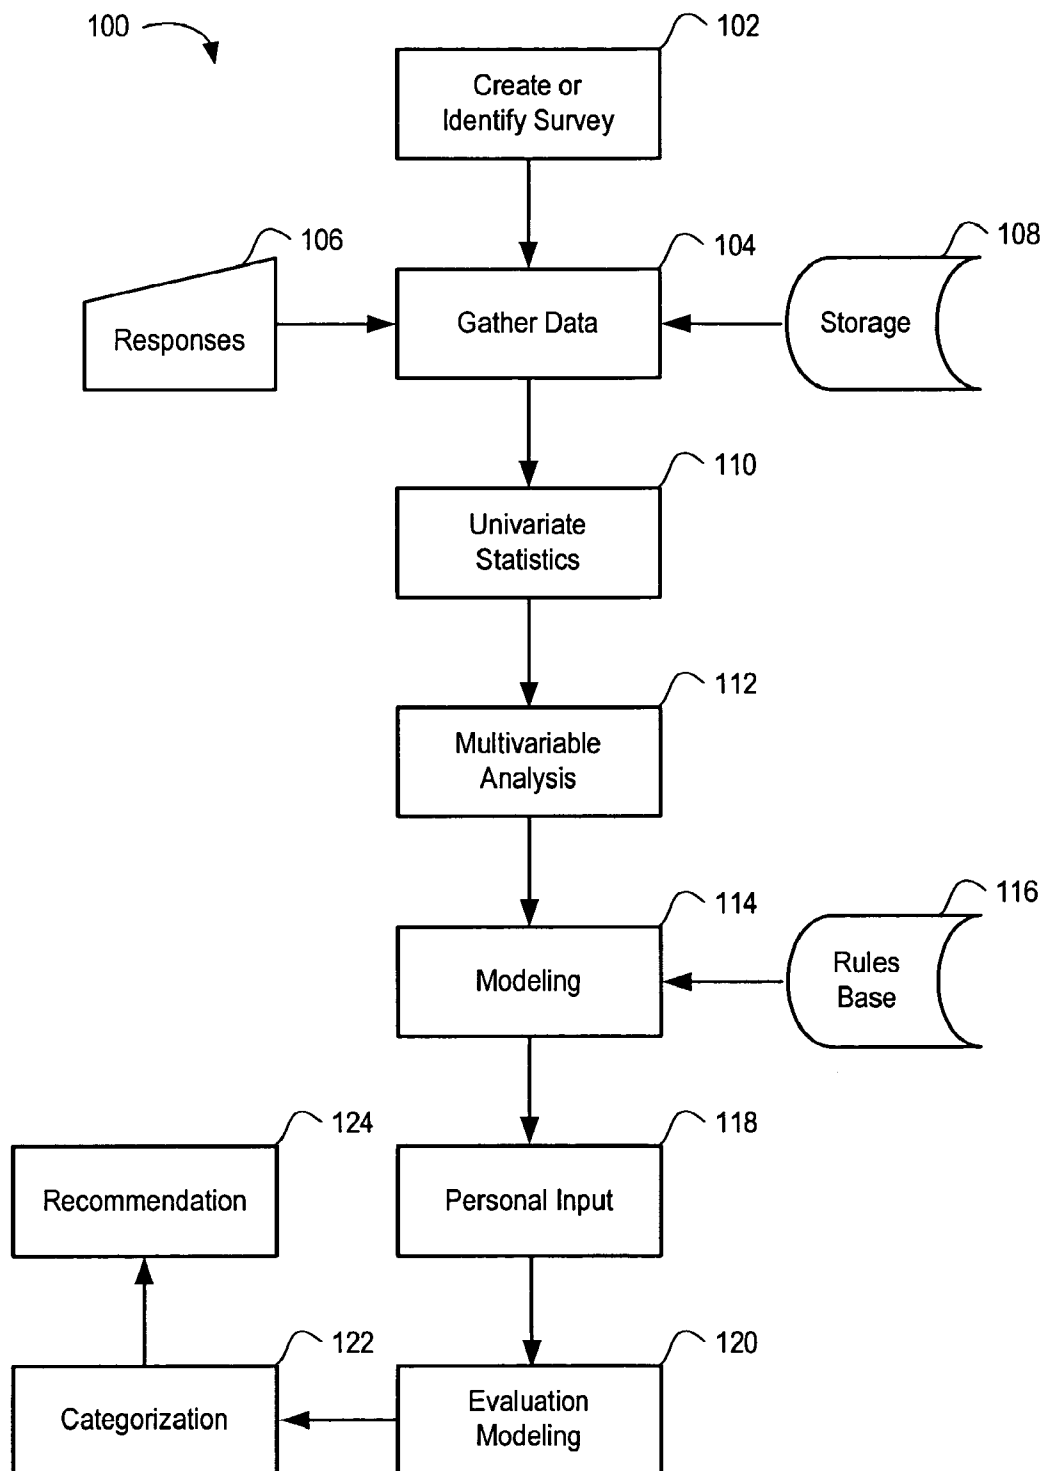 100
102
Create or
Identify Survey
106
104
108
Responses
Gather Data
Storage
110
Univariate
Statistics
112
Multivariable
Analysis
114
116
Modeling
Rules
Base
124
118
Recommendation
Personal Input
122
120
Categorization
Evaluation
Modeling